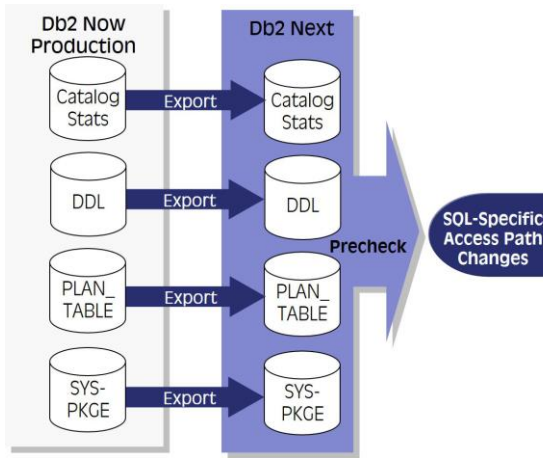 Db2 Now
Production
Db2 Next
Catalog
Stats
Export
Catalog
Stats
DDL
Export
DDL
Precheck
SQL-Specific
Access Path
Changes
PLAN_
TABLE
Export
PLAN_
TABLE
SYS-
PKGE
Export
SYS-
PKGE